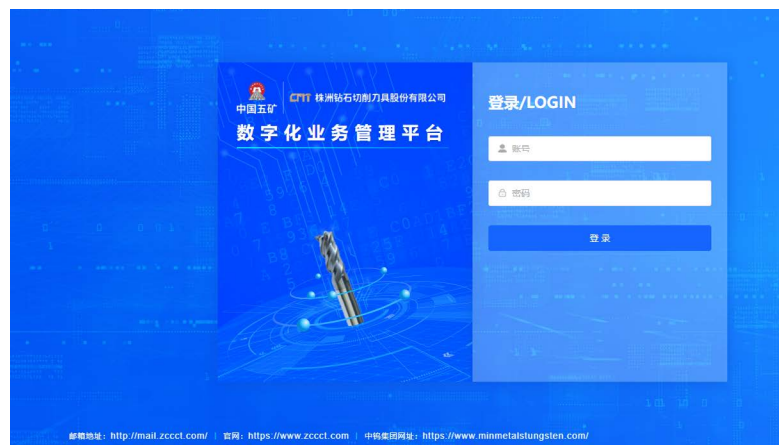 中国五矿
CMT 株洲钻石切削刀具股份有限公司
数字化业务管理平台
登录/LOGIN
账号
密码
登录
邮箱地址：http://mail.zccct.com/ | 官网：https://www.zccct.com | 中钨集团网址：https://www.minmetalstungsten.com/